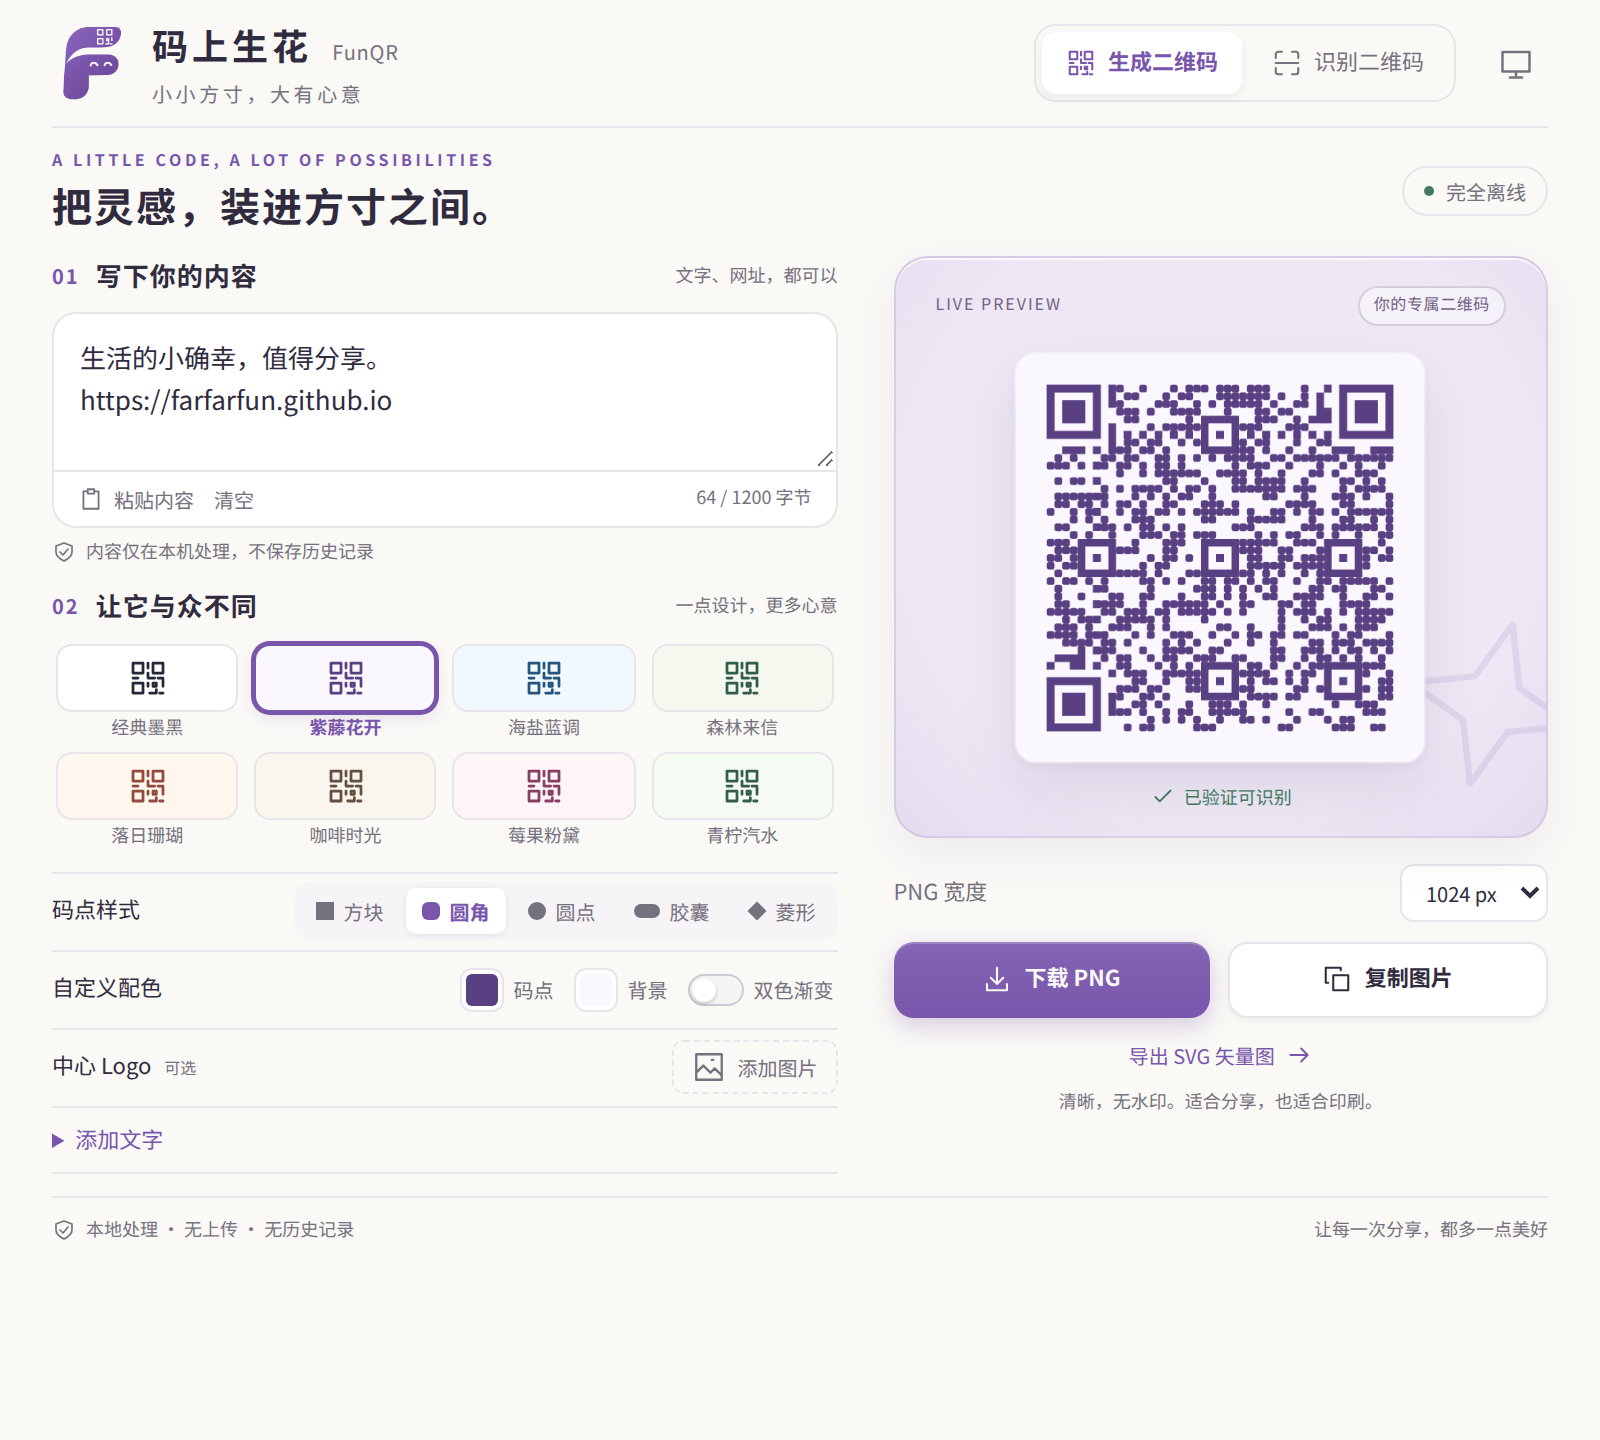 码上生花 FunQR
小小方寸，大有心意
生成二维码
识别二维码
A LITTLE CODE, A LOT OF POSSIBILITIES
把灵感，装进方寸之间。
完全离线
01 写下你的内容
文字、网址，都可以
生活的小确幸，值得分享。
https://farfarfun.github.io
粘贴内容 清空
64 / 1200 字节
内容仅在本机处理，不保存历史记录
02 让它与众不同
一点设计，更多心意
经典墨黑
紫藤花开
海盐蓝调
森林来信
落日珊瑚
咖啡时光
莓果粉黛
青柠汽水
码点样式
方块
圆角
圆点
胶囊
菱形
自定义配色
码点
背景
双色渐变
中心 Logo 可选
添加图片
添加文字
LIVE PREVIEW
你的专属二维码
已验证可识别
PNG 宽度
1024 px
下载 PNG
复制图片
导出 SVG 矢量图
清晰，无水印。适合分享，也适合印刷。
本地处理 · 无上传 · 无历史记录
让每一次分享，都多一点美好